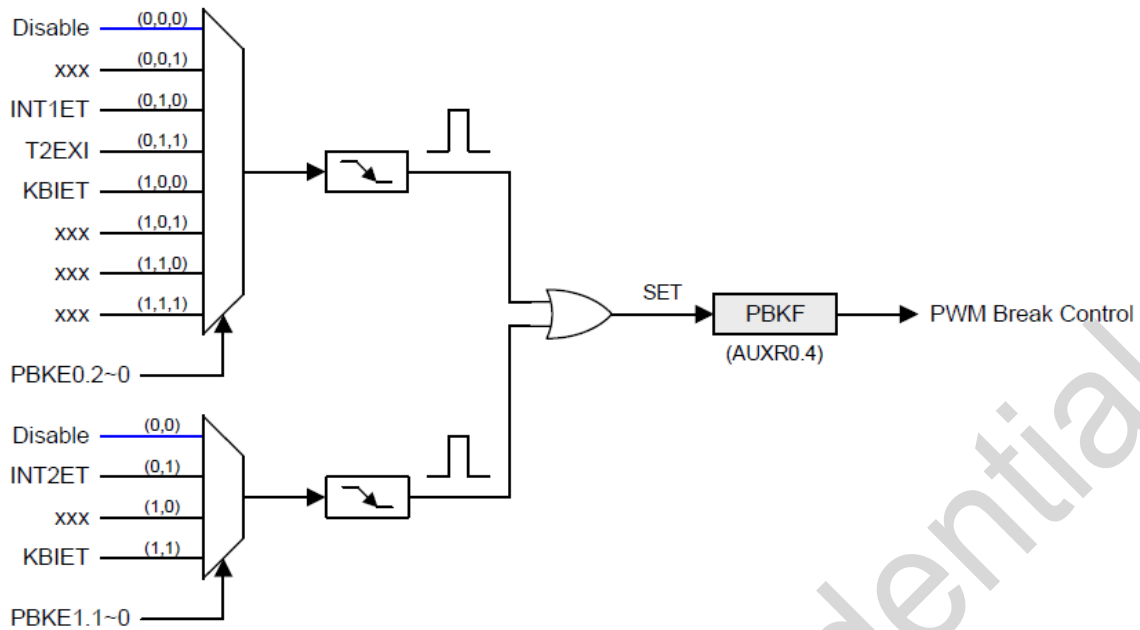 Disable (0,0,0)
xxx (0,0,1)
INT1ET (0,1,0)
T2EXI (0,1,1)
KBIET (1,0,0)
xxx (1,0,1)
xxx (1,1,0)
xxx (1,1,1)
PBKE0.2~0
SET
PBKF
(AUXR0.4)
PWM Break Control
Disable (0,0)
INT2ET (0,1)
xxx (1,0)
KBIET (1,1)
PBKE1.1~0
dential